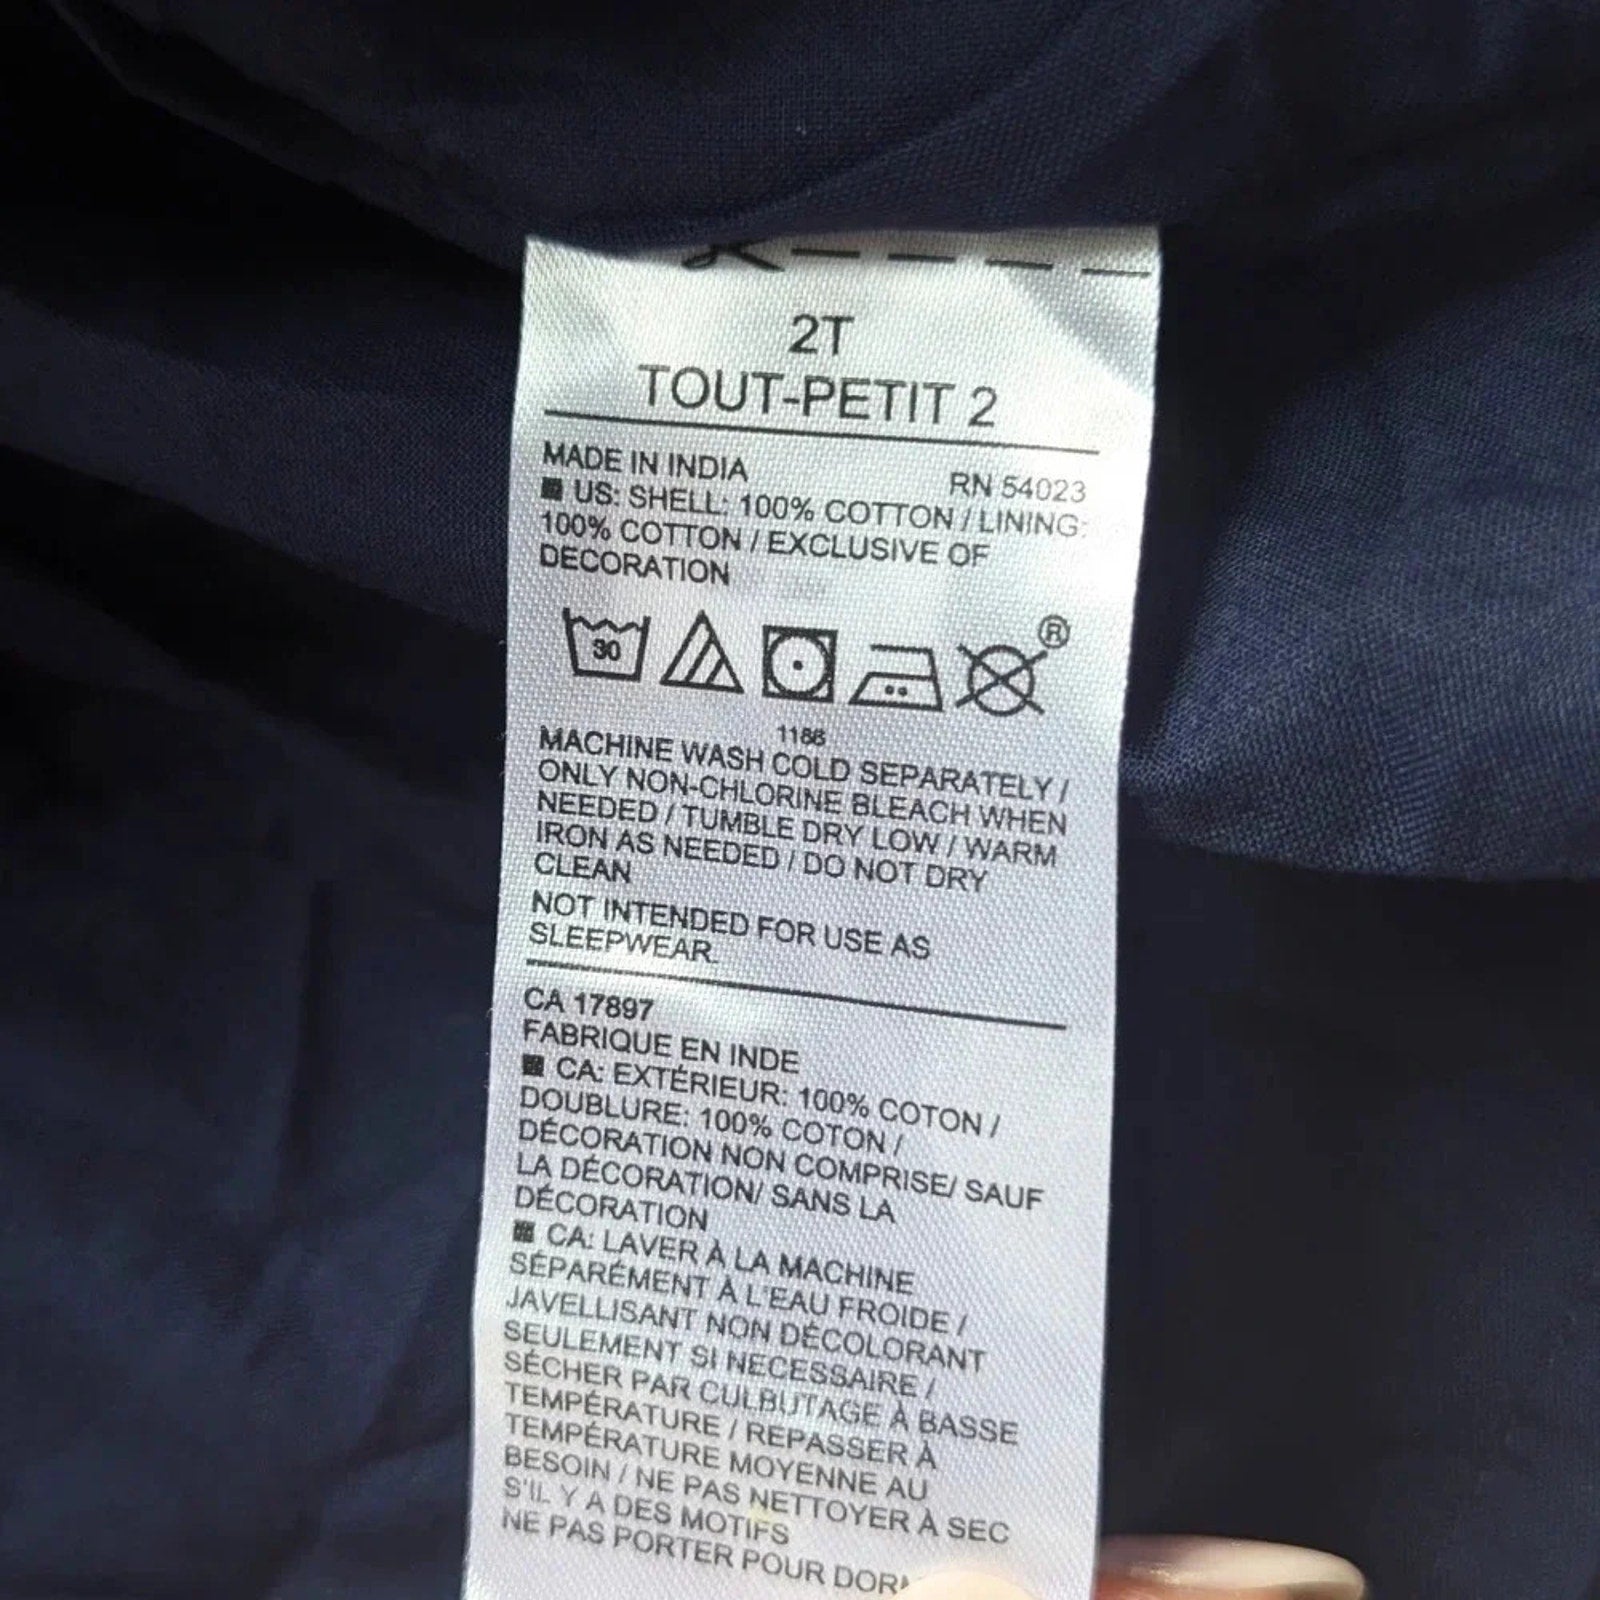 2T
TOUT-PETIT 2
MADE IN INDIA
RN 54023
US: SHELL: 100% COTTON / LINING:
100% COTTON / EXCLUSIVE OF
DECORATION
30
®
1186
MACHINE WASH COLD SEPARATELY /
ONLY NON-CHLORINE BLEACH WHEN
NEEDED / TUMBLE DRY LOW / WARM
IRON AS NEEDED / DO NOT DRY
CLEAN
NOT INTENDED FOR USE AS
SLEEPWEAR.
CA 17897
FABRIQUE EN INDE
CA: EXTÉRIEUR: 100% COTON /
DOUBLURE: 100% COTON /
DÉCORATION NON COMPRISE/ SAUF
LA DÉCORATION/ SANS LA
DÉCORATION
CA: LAVER À LA MACHINE
SÉPARÉMENT À L'EAU FROIDE /
JAVELLISANT NON DÉCOLORANT
SEULEMENT SI NECESSAIRE /
SÉCHER PAR CULBUTAGE À BASSE
TEMPÉRATURE / REPASSER À
TEMPÉRATURE MOYENNE AU
BESOIN / NE PAS NETTOYER À SEC
S'IL Y A DES MOTIFS
NE PAS PORTER POUR